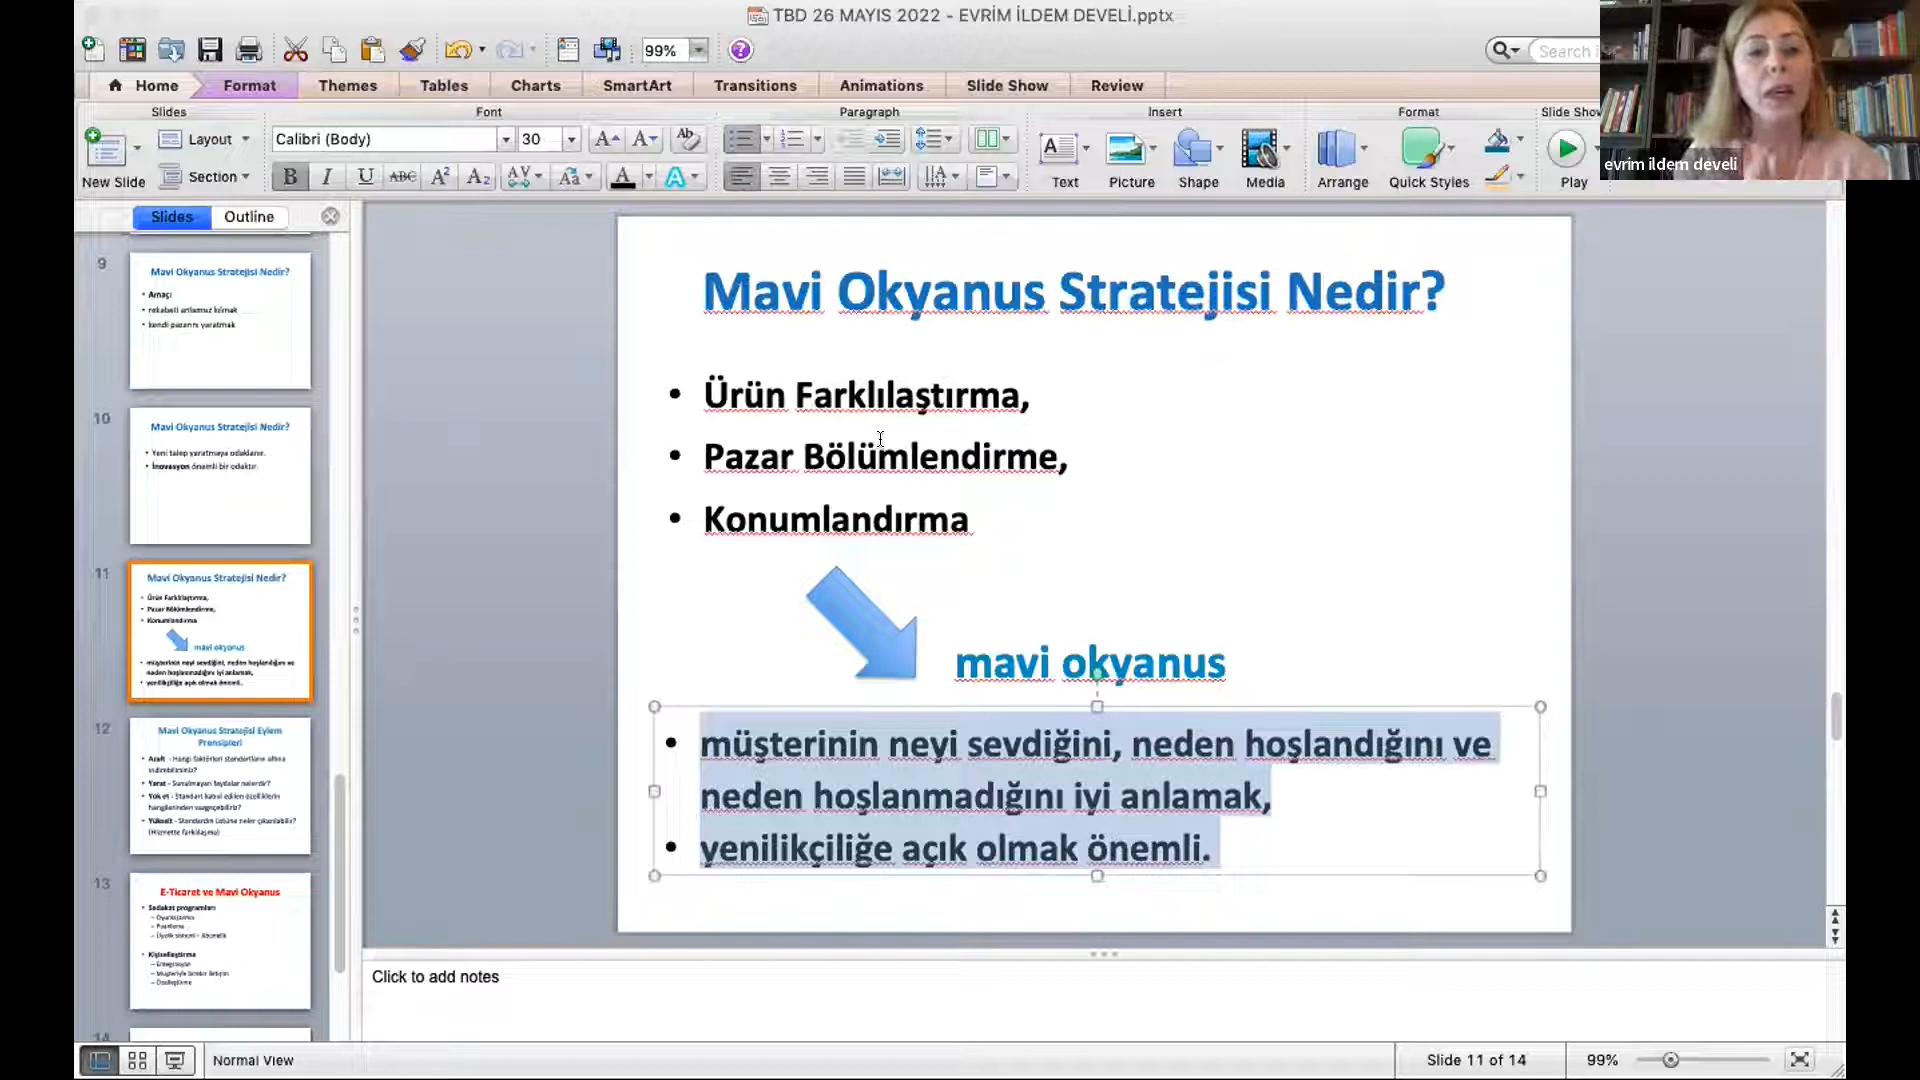 TBD 26 MAYIS 2022 - EVRİM İLDEM DEVELİ.pptx
99%
Search i
Home Format Themes Tables Charts SmartArt Transitions Animations Slide Show Review
Slides Font Paragraph Insert Format Slide Show
Layout Calibri (Body) 30
New Slide Section Text Picture Shape Media Arrange Quick Styles Play
evrim ildem develi
Slides Outline
9
Mavi Okyanus Stratejisi Nedir?
• Amaç:
• rekabeti anlamsız kılmak
• kendi pazarını yaratmak
10
Mavi Okyanus Stratejisi Nedir?
• Yeni talep yaratmaya odaklanır.
• İnovasyon önemli bir odaktır.
11
Mavi Okyanus Stratejisi Nedir?
• Ürün Farklılaştırma,
• Pazar Bölümlendirme,
• Konumlandırma
mavi okyanus
• müşterinin neyi sevdiğini, neden hoşlandığını ve
neden hoşlanmadığını iyi anlamak,
• yenilikçiliğe açık olmak önemli.
12
Mavi Okyanus Stratejisi Eylem
Prensipleri
• Azalt - Hangi faktörleri standartların altına
indirebilirsiniz?
• Yarat - Sunulmayan faydalar nelerdir?
• Yok et - Standart kabul edilen özelliklerin
hangilerinden vazgeçebiliriz?
• Yükselt - Standardın üstüne neler çıkarılabilir?
(Hizmette farklılaşma)
13
E-Ticaret ve Mavi Okyanus
• Sadakat programları
– Oyunlaştırma
– Puanlama
– Üyelik sistemi - Abonelik
• Kişiselleştirme
– Entegrasyon
– Müşteriyle birebir iletişim
– Özelleştirme
14
Mavi Okyanus Stratejisi Nedir?
• Ürün Farklılaştırma,
• Pazar Bölümlendirme,
• Konumlandırma
mavi okyanus
• müşterinin neyi sevdiğini, neden hoşlandığını ve
neden hoşlanmadığını iyi anlamak,
• yenilikçiliğe açık olmak önemli.
Click to add notes
Normal View Slide 11 of 14 99%